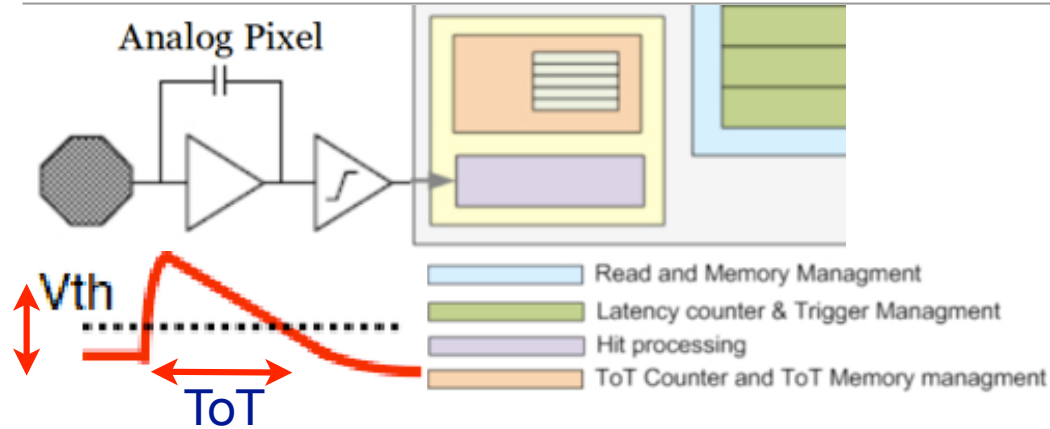 Analog Pixel
Vth
ToT
Read and Memory Managment
Latency counter & Trigger Managment
Hit processing
ToT Counter and ToT Memory managment